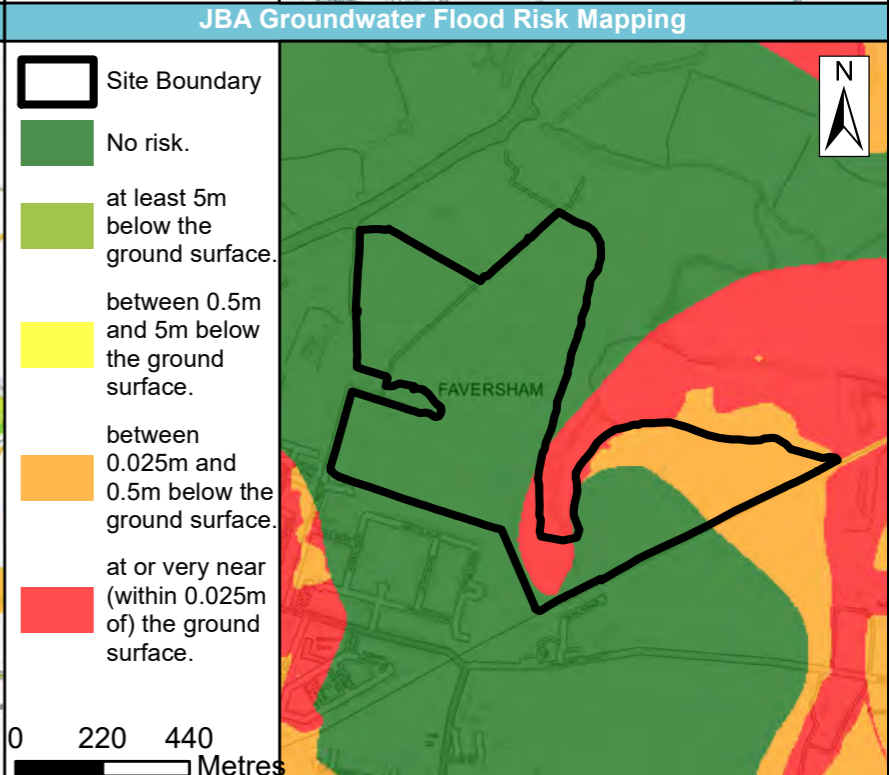 JBA Groundwater Flood Risk Mapping
Site Boundary
No risk.
at least 5m
below the
ground surface.
between 0.5m
and 5m below
the ground
surface.
between
0.025m and
0.5m below the
ground surface.
at or very near
(within 0.025m
of) the ground
surface.
0 220 440
Metres
N
FAVERSHAM